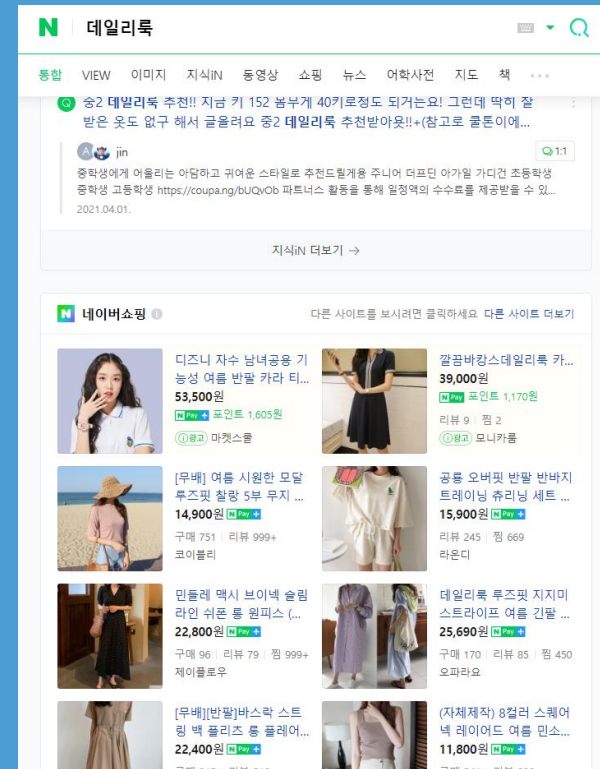 N 데일리룩
통합 VIEW 이미지 지식iN 동영상 쇼핑 뉴스 어학사전 지도 책
Q 중2 데일리룩 추천!! 지금 키 152 몸무게 40키로정도 되거든요! 그런데 딱히 잘
받은 옷도 없구 해서 글올려요 중2 데일리룩 추천받아욧!!+(참고로 쿨톤이에...
A jin 1:1
중학생에게 어울리는 아담하고 귀여운 스타일로 추천드릴게용 주니어 더프딘 아가일 가디건 초등학생
중학생 고등학생 https://coupa.ng/bUQvOb 파트너스 활동을 통해 일정액의 수수료를 제공받을 수 있...
2021.04.01.
지식iN 더보기 →
N 네이버쇼핑
다른 사이트를 보시려면 클릭하세요 다른 사이트 더보기
디즈니 자수 남녀공용 기
능성 여름 반팔 카라 티...
53,500원
N Pay + 포인트 1,605원
광고 마켓스쿨
깔끔바캉스데일리룩 카...
39,000원
N Pay 포인트 1,170원
리뷰 9 찜 2
광고 모니카룸
[무배] 여름 시원한 모달
루즈핏 찰랑 5부 무지 ...
14,900원 N Pay +
구매 751 리뷰 999+
코이블리
공룡 오버핏 반팔 반바지
트레이닝 츄리닝 세트 ...
15,900원 N Pay +
리뷰 245 찜 669
라온디
민들레 맥시 브이넥 슬림
라인 쉬폰 롱 원피스 (...
22,800원 N Pay +
구매 96 리뷰 79 찜 999+
제이플로우
데일리룩 루즈핏 지지미
스트라이프 여름 긴팔 ...
25,690원 N Pay +
구매 170 리뷰 85 찜 450
오파라요
[무배][반팔]바스락 스트
링 백 플리츠 롱 플레어...
22,400원 N Pay +
(자체제작) 8컬러 스퀘어
넥 레이어드 여름 민소...
11,800원 N Pay +